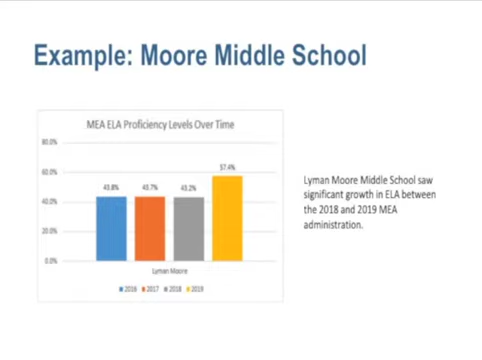 Example: Moore Middle School
MEA ELA Proficiency Levels Over Time
80.0%
60.0%
40.0%
20.0%
0.0%
43.8%
43.7%
43.2%
57.4%
Lyman Moore
2016 2017 2018 2019
Lyman Moore Middle School saw
significant growth in ELA between
the 2018 and 2019 MEA
administration.